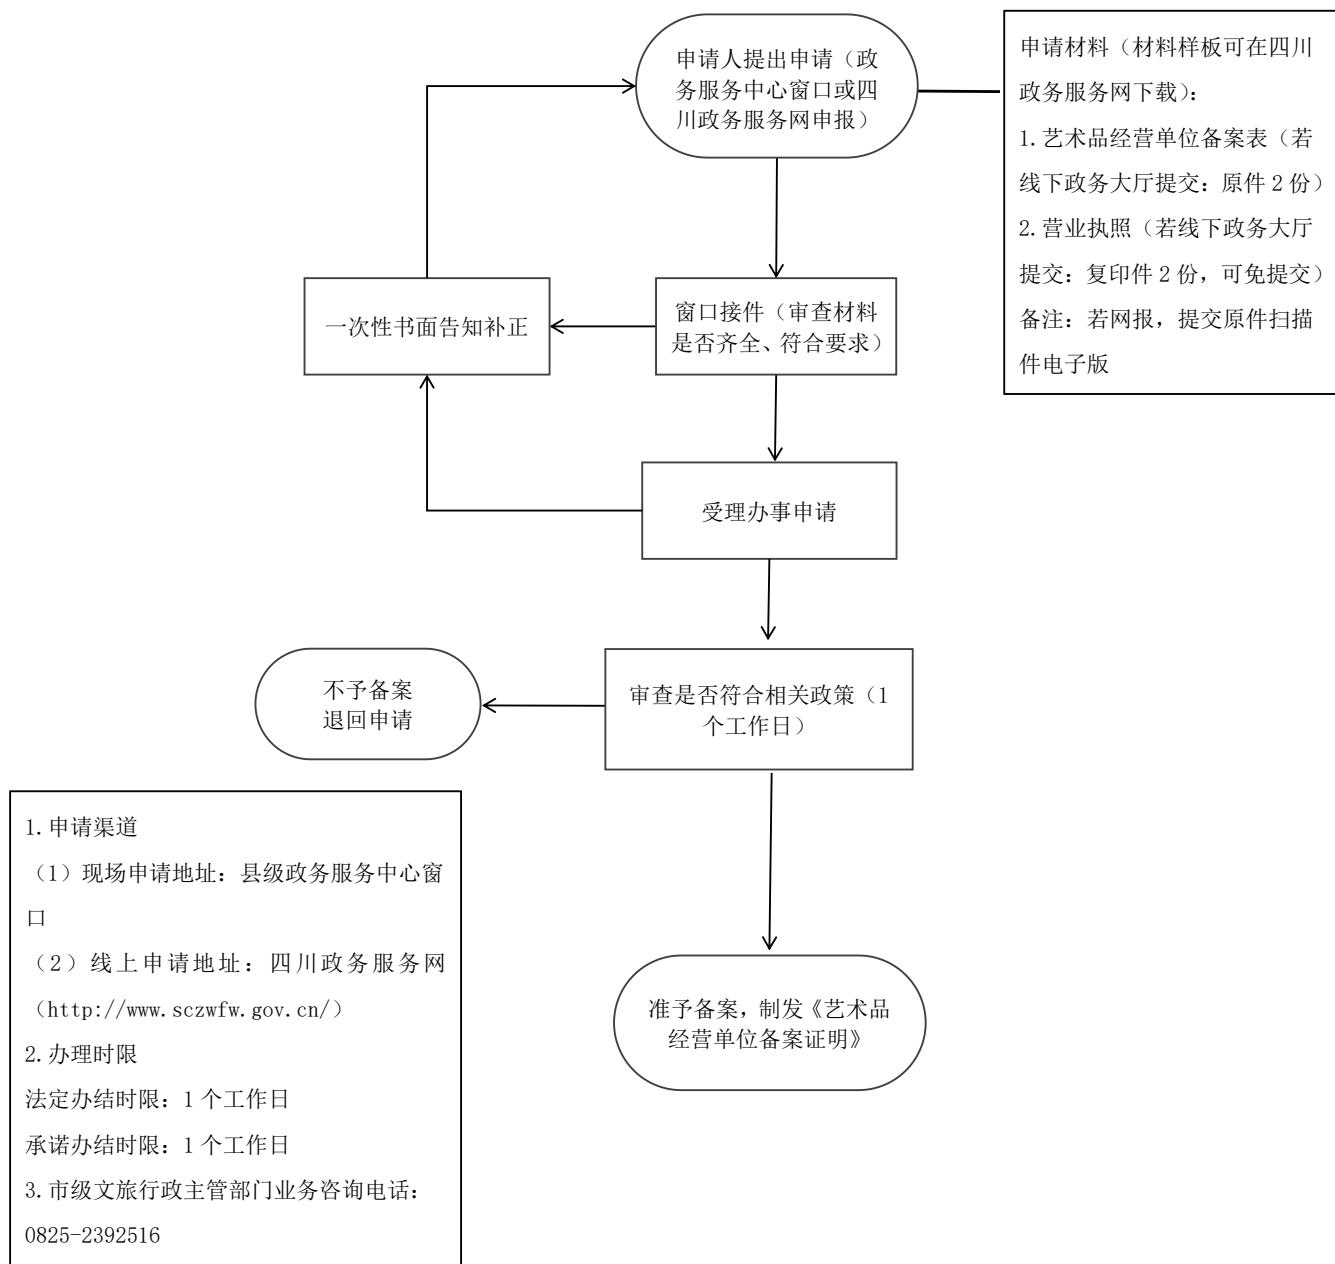 申请人提出申请（政
务服务中心窗口或四
川政务服务网申报）
申请材料（材料样板可在四川
政务服务网下载）：
1.艺术品经营单位备案表（若
线下政务大厅提交：原件 2 份）
2.营业执照（若线下政务大厅
提交：复印件 2 份，可免提交）
备注：若网报，提交原件扫描
件电子版
一次性书面告知补正
窗口接件（审查材料
是否齐全、符合要求）
受理办事申请
不予备案
退回申请
审查是否符合相关政策（1
个工作日）
1.申请渠道
（1）现场申请地址：县级政务服务中心窗
口
（2）线上申请地址：四川政务服务网
（http://www.sczwfw.gov.cn/）
2.办理时限
法定办结时限：1 个工作日
承诺办结时限：1 个工作日
3.市级文旅行政主管部门业务咨询电话：
0825-2392516
准予备案，制发《艺术品
经营单位备案证明》